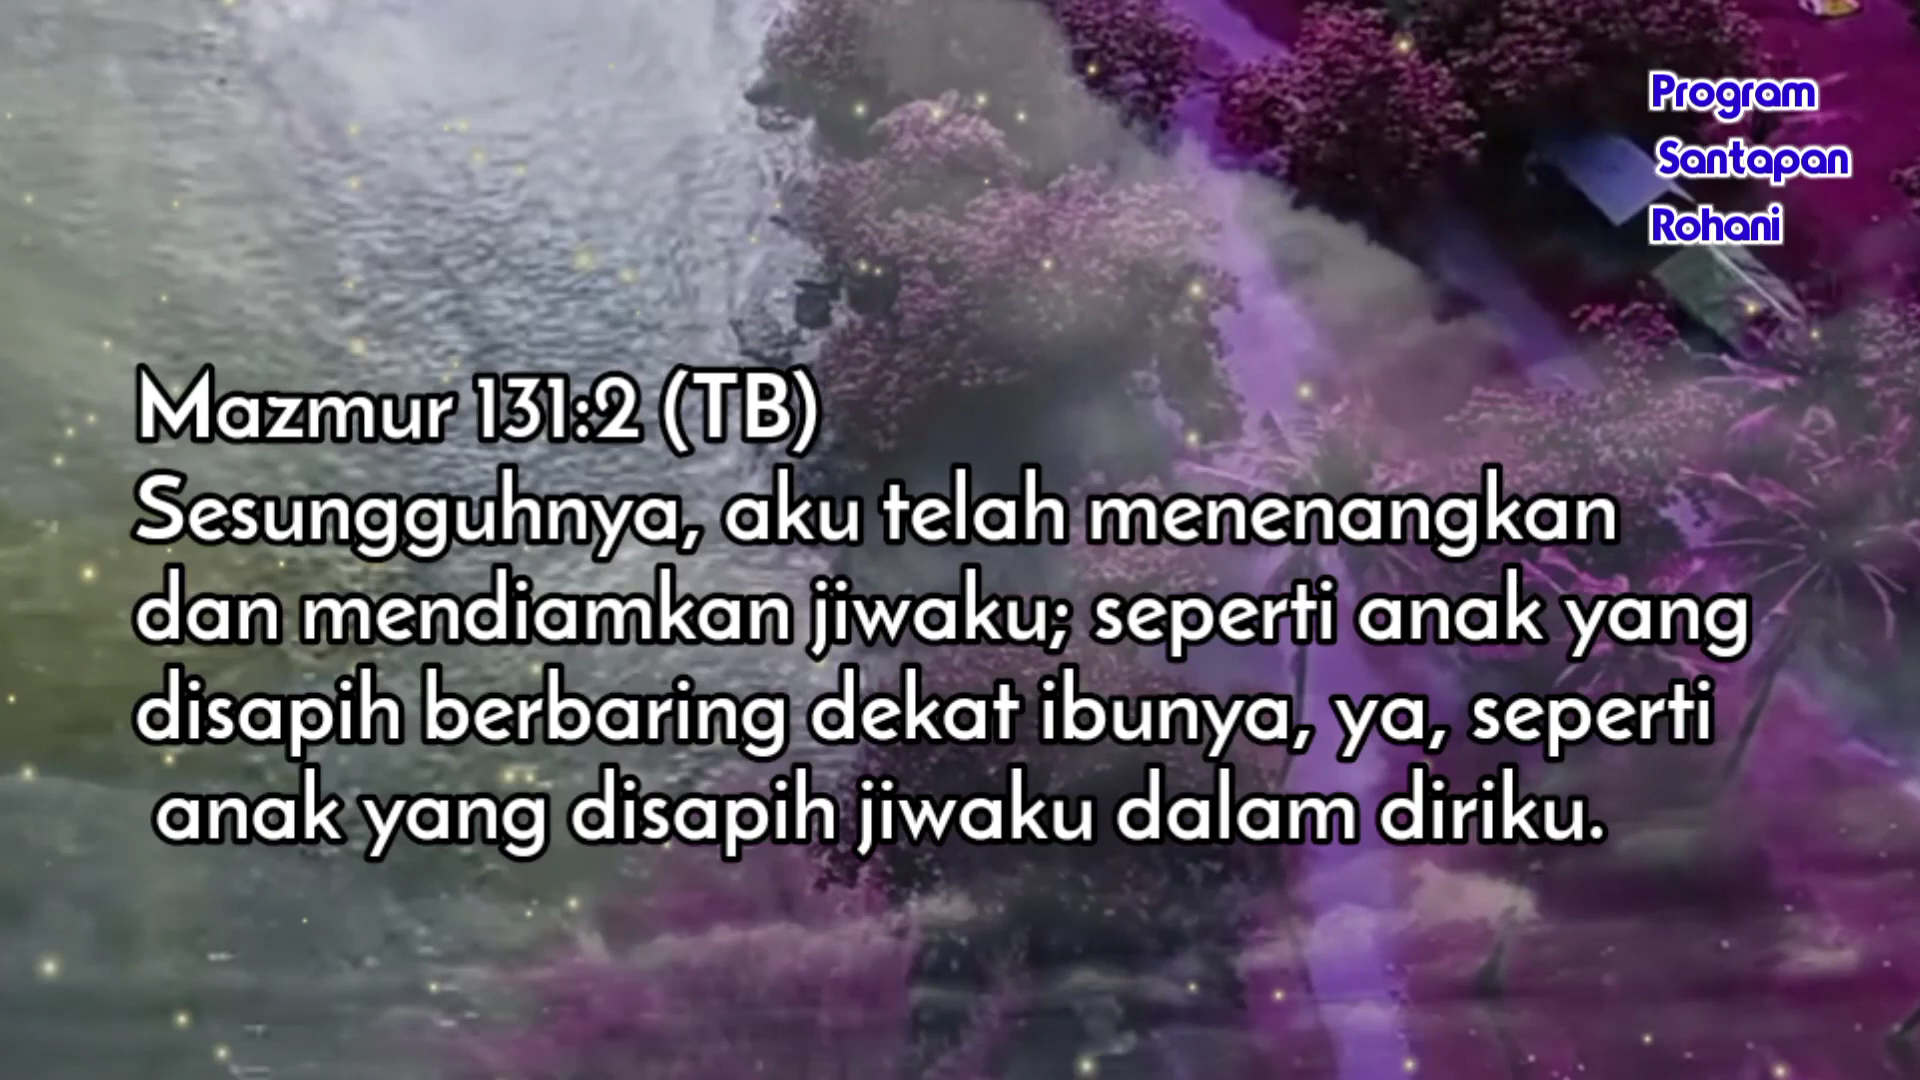 Program
Santapan
Rohani
Mazmur 131:2 (TB)
Sesungguhnya, aku telah menenangkan
dan mendiamkan jiwaku; seperti anak yang
disapih berbaring dekat ibunya, ya, seperti
anak yang disapih jiwaku dalam diriku.